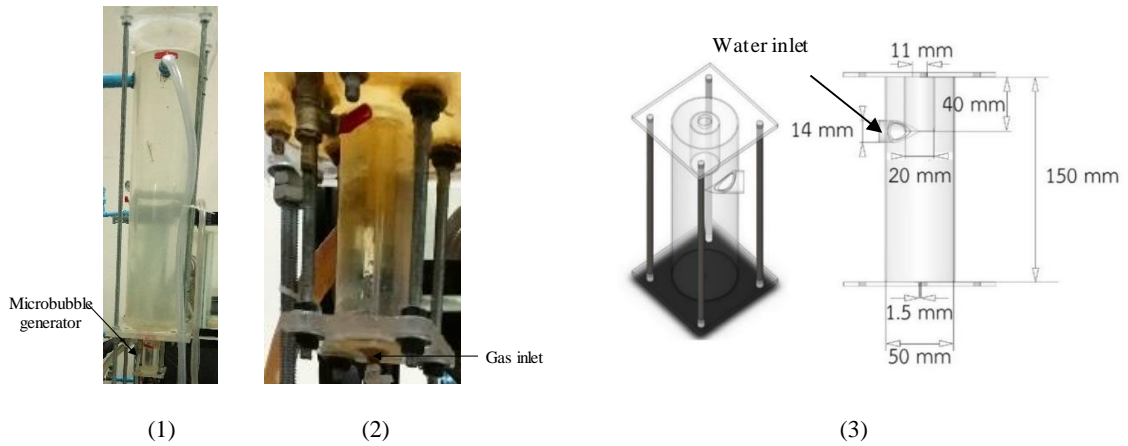 Microbubble
generator
Gas inlet
Water inlet
11 mm
40 mm
14 mm
20 mm
150 mm
1.5 mm
50 mm
(1)
(2)
(3)